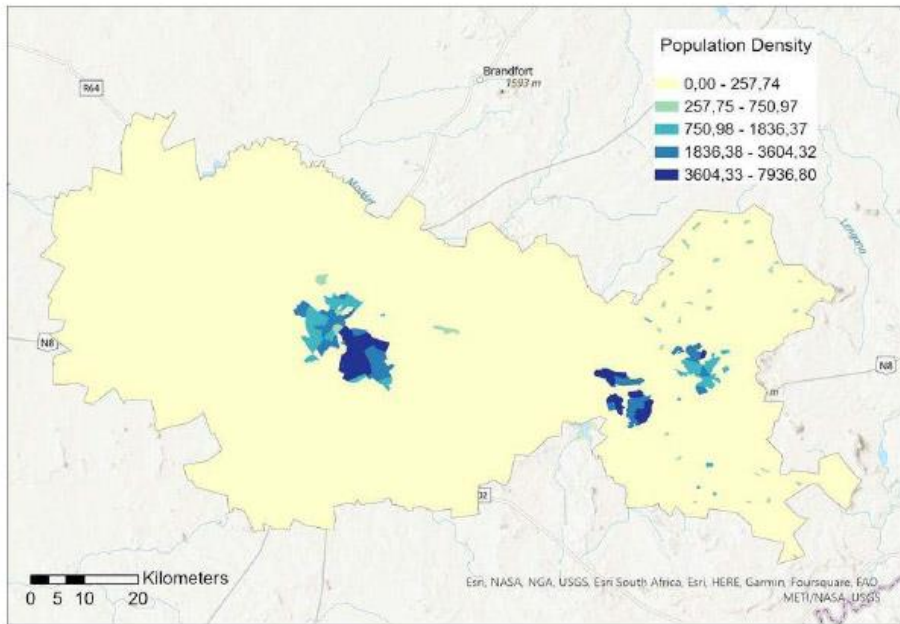 Population Density
0,00 - 257,74
257,75 - 750,97
750,98 - 1836,37
1836,38 - 3604,32
3604,33 - 7936,80
Brandfort
1593 m
R64
Modder
Lengana
N8
N8
m
02
Kilometers
0 5 10 20
Esri, NASA, NGA, USGS, Esri South Africa, Esri, HERE, Garmin, Foursquare, FAO,
METI/NASA, USGS